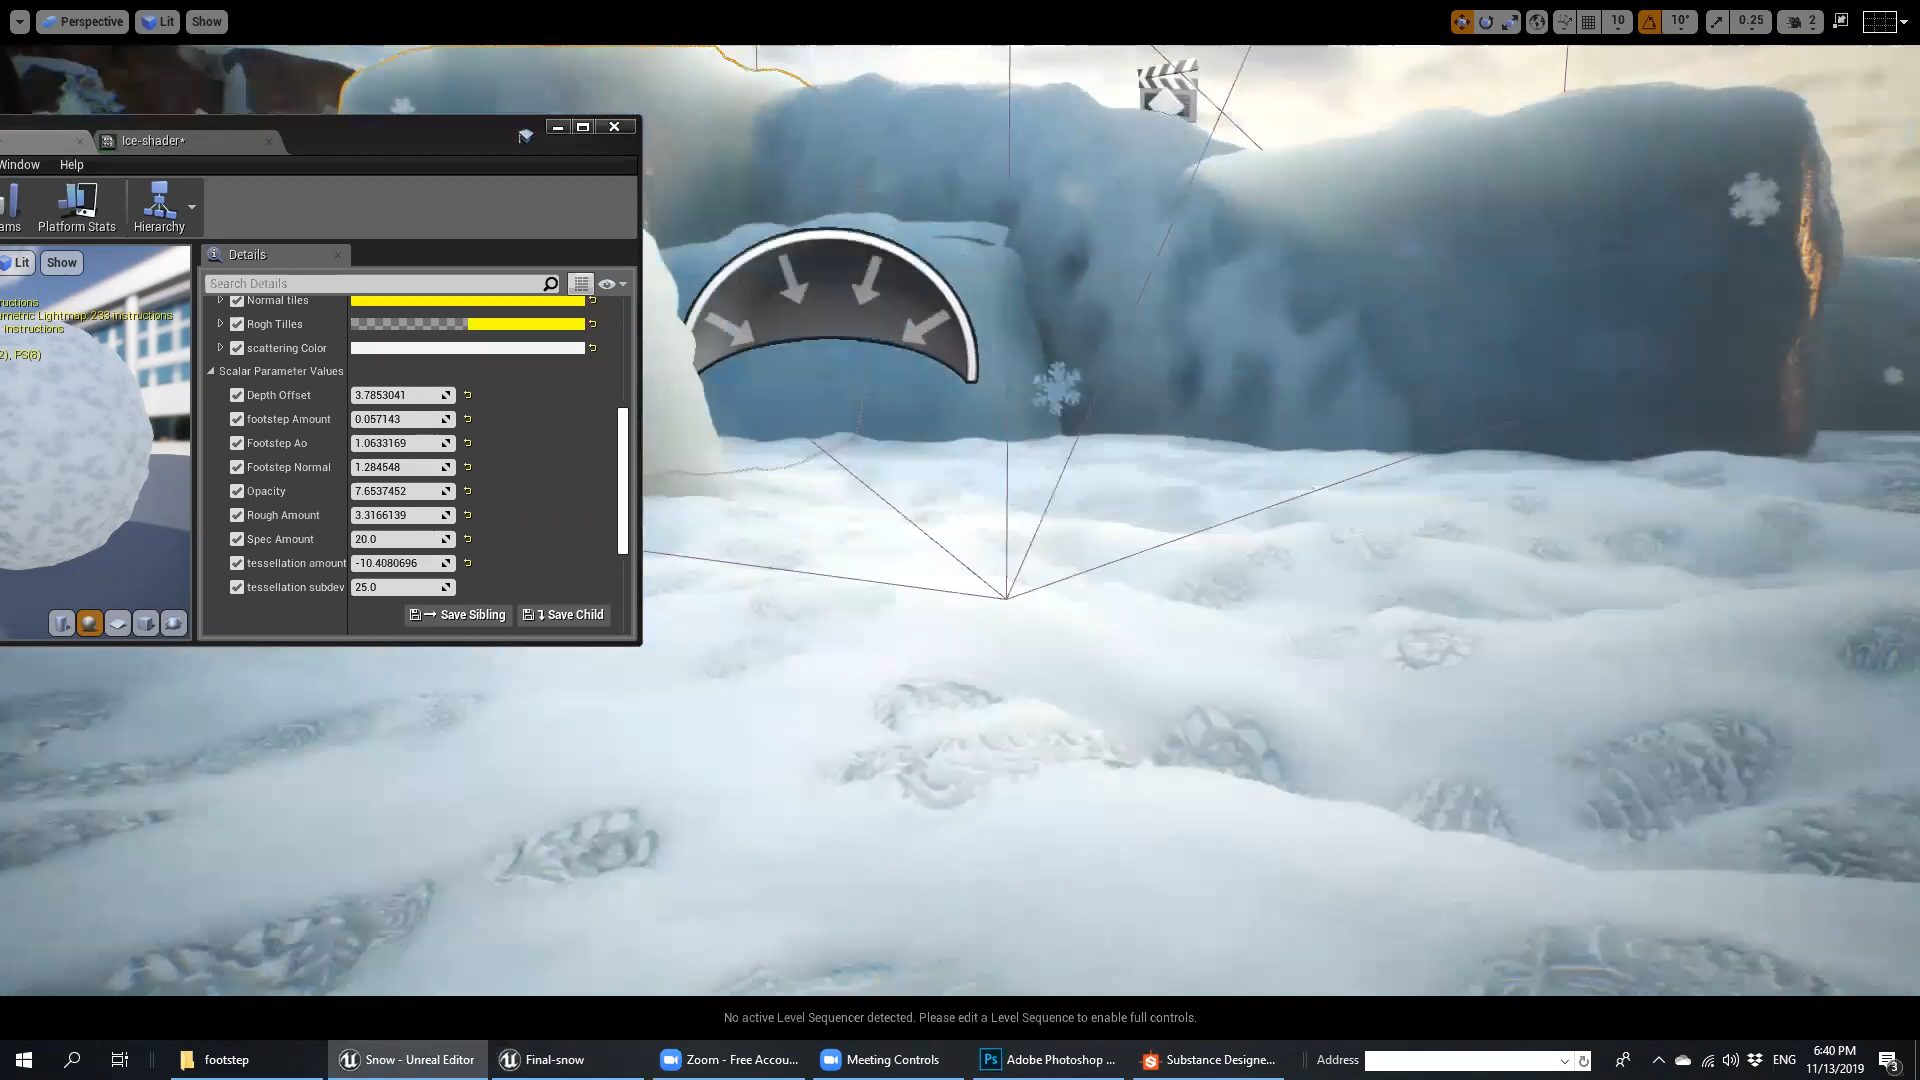 Perspective
Lit
Show
10
10°
0.25
2
Ice-shader*
Window
Help
ams
Platform Stats
Hierarchy
Lit
Show
Details
Search Details
ructions
umetric Lightmap: 233 instructions
instructions
2), PS(8)
Normal tiles
Rogh Tilles
scattering Color
Scalar Parameter Values
Depth Offset
3.7853041
footstep Amount
0.057143
Footstep Ao
1.0633169
Footstep Normal
1.284548
Opacity
7.6537452
Rough Amount
3.3166139
Spec Amount
20.0
tessellation amount
-10.4080696
tessellation subdev
25.0
Save Sibling
Save Child
No active Level Sequencer detected. Please edit a Level Sequence to enable full controls.
footstep
Snow - Unreal Editor
Final-snow
Zoom - Free Accou...
Meeting Controls
Ps
Adobe Photoshop ...
Substance Designe...
Address
ENG
6:40 PM
11/13/2019
3